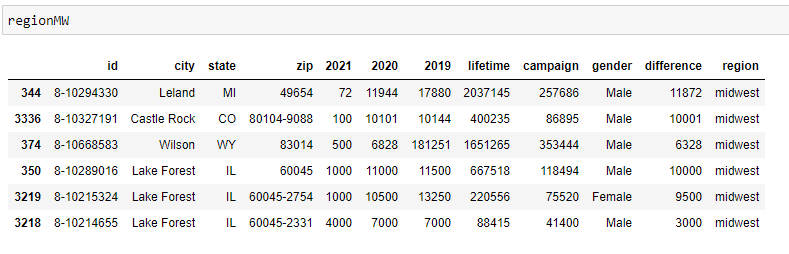 regionMW
id city state zip 2021 2020 2019 lifetime campaign gender difference region
344 8-10294330 Leland MI 49654 72 11944 17880 2037145 257686 Male 11872 midwest
3336 8-10327191 Castle Rock CO 80104-9088 100 10101 10144 400235 86895 Male 10001 midwest
374 8-10668583 Wilson WY 83014 500 6828 181251 1651265 353444 Male 6328 midwest
350 8-10289016 Lake Forest IL 60045 1000 11000 11500 667518 118494 Male 10000 midwest
3219 8-10215324 Lake Forest IL 60045-2754 1000 10500 13250 220556 75520 Female 9500 midwest
3218 8-10214655 Lake Forest IL 60045-2331 4000 7000 7000 88415 41400 Male 3000 midwest